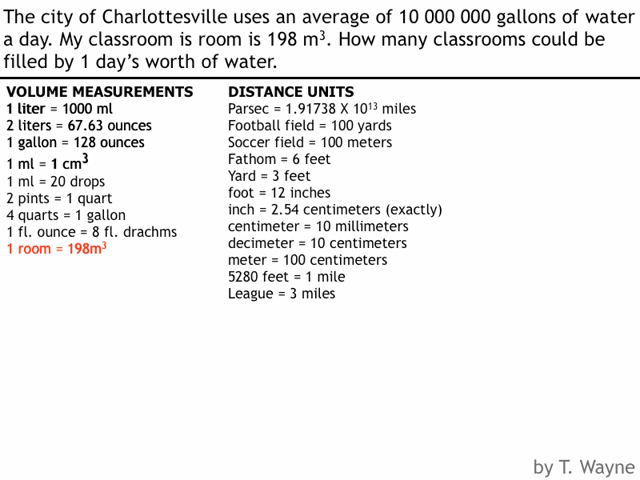 The city of Charlottesville uses an average of 10 000 000 gallons of water
a day. My classroom is room is 198 m³. How many classrooms could be
filled by 1 day's worth of water.
VOLUME MEASUREMENTS
1 liter = 1000 ml
2 liters = 67.63 ounces
1 gallon = 128 ounces
1 ml = 1 cm³
1 ml = 20 drops
2 pints = 1 quart
4 quarts = 1 gallon
1 fl. ounce = 8 fl. drachms
1 room = 198m³
DISTANCE UNITS
Parsec = 1.91738 X 10¹³ miles
Football field = 100 yards
Soccer field = 100 meters
Fathom = 6 feet
Yard = 3 feet
foot = 12 inches
inch = 2.54 centimeters (exactly)
centimeter = 10 millimeters
decimeter = 10 centimeters
meter = 100 centimeters
5280 feet = 1 mile
League = 3 miles
by T. Wayne